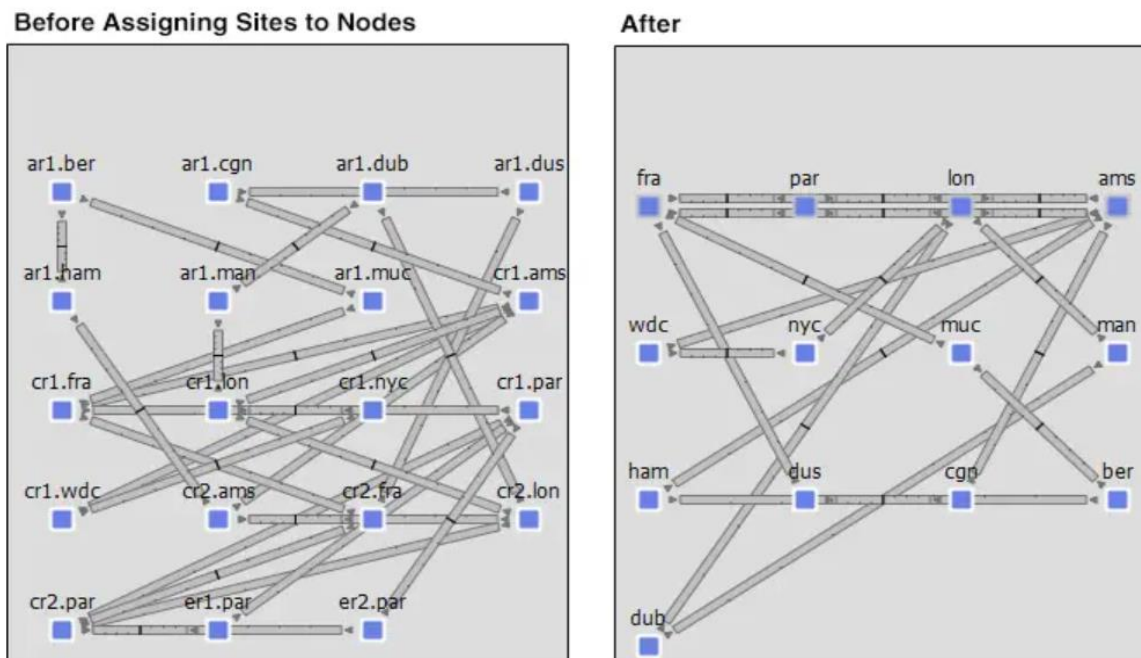 Before Assigning Sites to Nodes
ar1.ber ar1.cgn ar1.dub ar1.dus
ar1.ham ar1.man ar1.muc cr1.ams
cr1.fra cr1.lon cr1.nyc cr1.par
cr1.wdc cr2.ams cr2.fra cr2.lon
cr2.par er1.par er2.par
After
fra par lon ams
wdc nyc muc man
ham dus cgn ber
dub